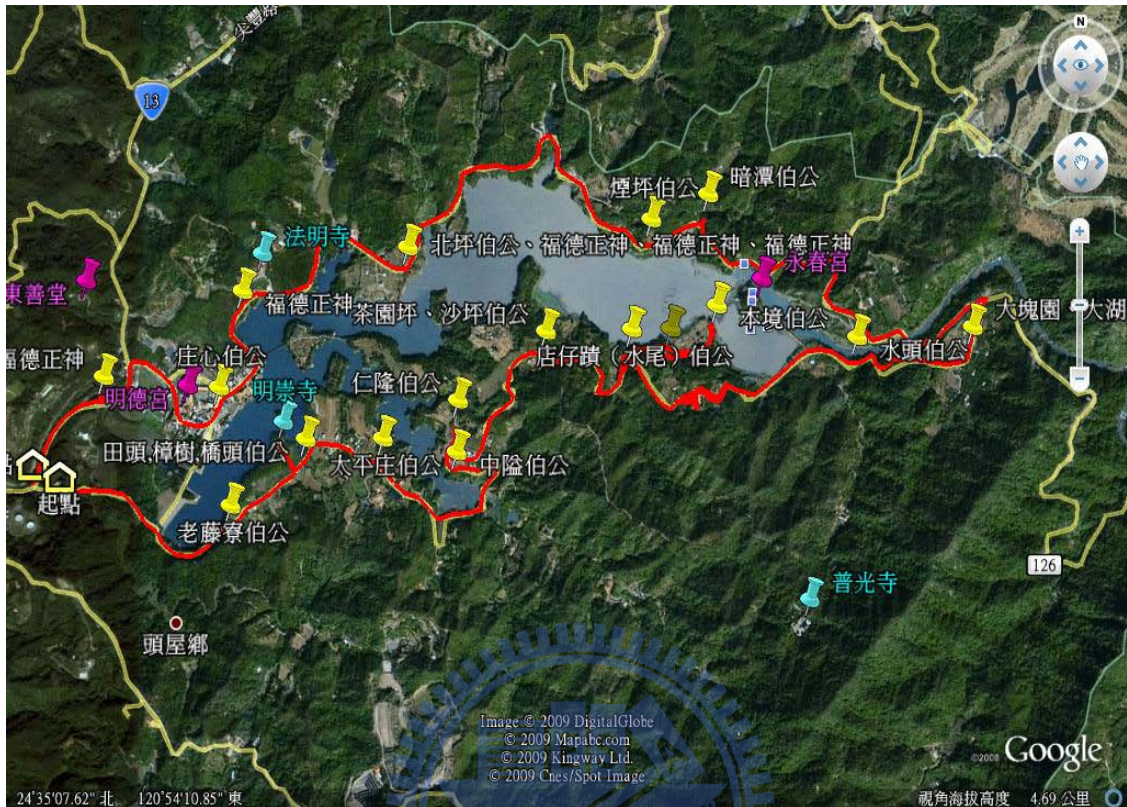 尖豐路
N
13
暗潭伯公
煙坪伯公
法明寺
北坪伯公、福德正神、福德正神、福德正神
永春宮
東善堂
福德正神
茶園坪、沙坪伯公
本境伯公
大塊園
大湖
福德正神
庄心伯公
店仔蹟（水尾）伯公
水頭伯公
明德宮
仁隆伯公
明崇寺
田頭,樟樹,橋頭伯公
太平庄伯公
中隘伯公
起點
老藤寮伯公
126
普光寺
頭屋鄉
Image © 2009 DigitalGlobe
© 2009 Mapabc.com
© 2009 Kingway Ltd.
© 2009 Cnes/Spot Image
©2008 Google
24°35'07.62" 北 120°54'10.85" 東
視角海拔高度 4.69 公里